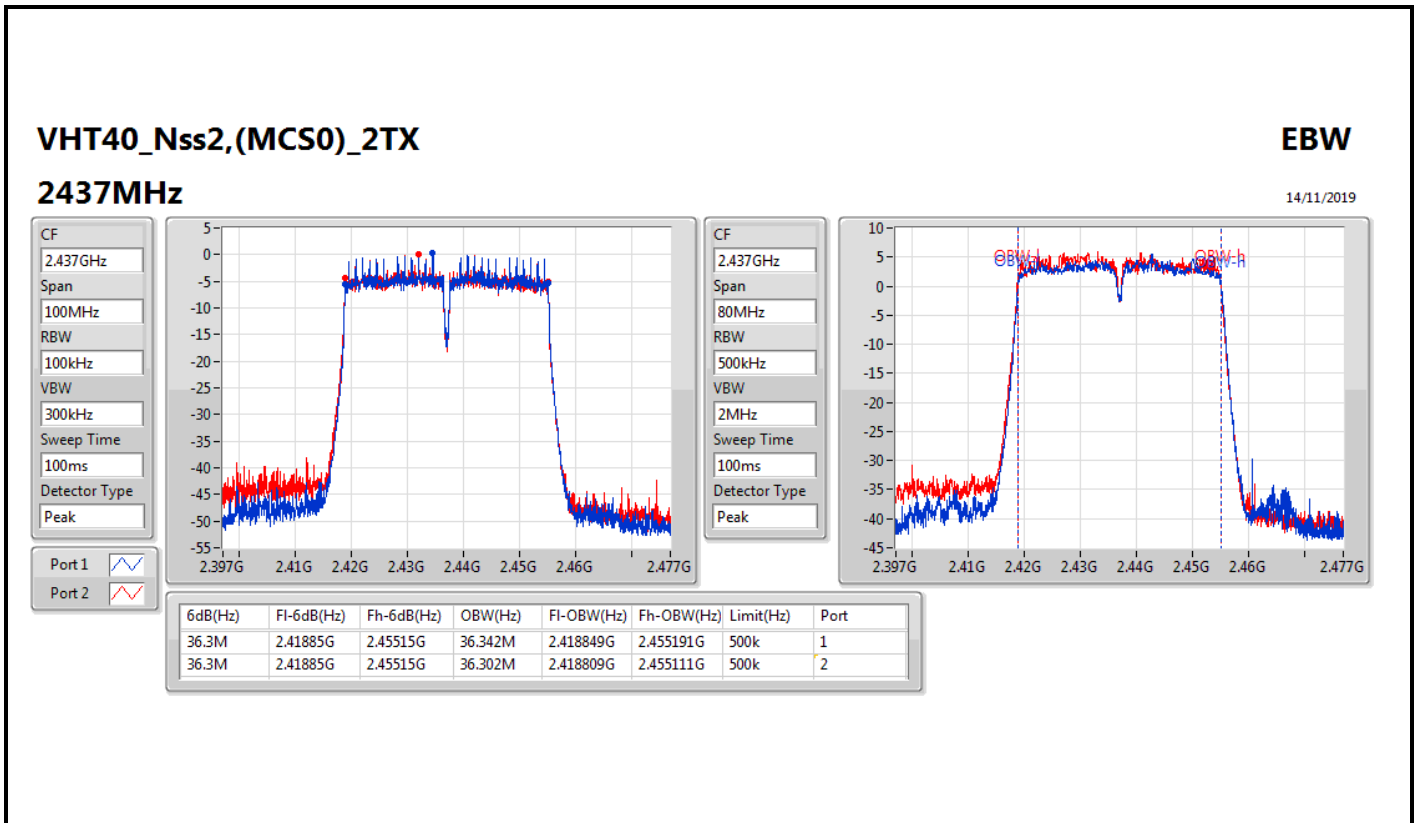 VHT40_Nss2,(MCS0)_2TX
EBW
2437MHz
14/11/2019
CF
2.437GHz
Span
100MHz
RBW
100kHz
VBW
300kHz
Sweep Time
100ms
Detector Type
Peak
Port 1
Port 2
5
0
-5
-10
-15
-20
-25
-30
-35
-40
-45
-50
-55
2.397G 2.41G 2.42G 2.43G 2.44G 2.45G 2.46G 2.477G
CF
2.437GHz
Span
80MHz
RBW
500kHz
VBW
2MHz
Sweep Time
100ms
Detector Type
Peak
10
5
0
-5
-10
-15
-20
-25
-30
-35
-40
-45
OBW-h
OBW-h
2.397G 2.41G 2.42G 2.43G 2.44G 2.45G 2.46G 2.477G
6dB(Hz) Fl-6dB(Hz) Fh-6dB(Hz) OBW(Hz) Fl-OBW(Hz) Fh-OBW(Hz) Limit(Hz) Port
36.3M 2.41885G 2.45515G 36.342M 2.418849G 2.455191G 500k 1
36.3M 2.41885G 2.45515G 36.302M 2.418809G 2.455111G 500k 2